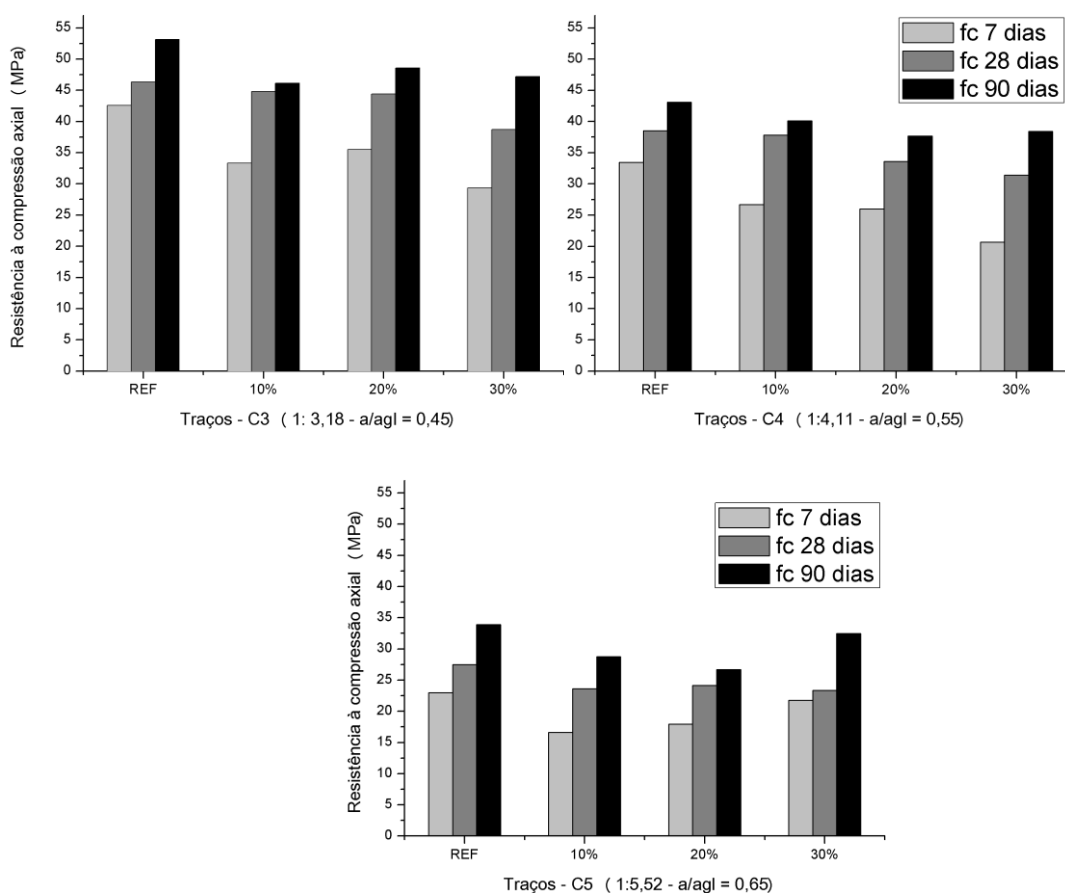 Resistência à compressão axial ( MPa)
55
50
45
40
35
30
25
20
15
10
5
0
REF 10% 20% 30%
Traços - C3 ( 1: 3,18 - a/agl = 0,45)
fc 7 dias
fc 28 dias
fc 90 dias
55
50
45
40
35
30
25
20
15
10
5
0
REF 10% 20% 30%
Traços - C4 ( 1:4,11 - a/agl = 0,55)
Resistência à compressão axial ( MPa)
55
50
45
40
35
30
25
20
15
10
5
0
fc 7 dias
fc 28 dias
fc 90 dias
REF 10% 20% 30%
Traços - C5 ( 1:5,52 - a/agl = 0,65)